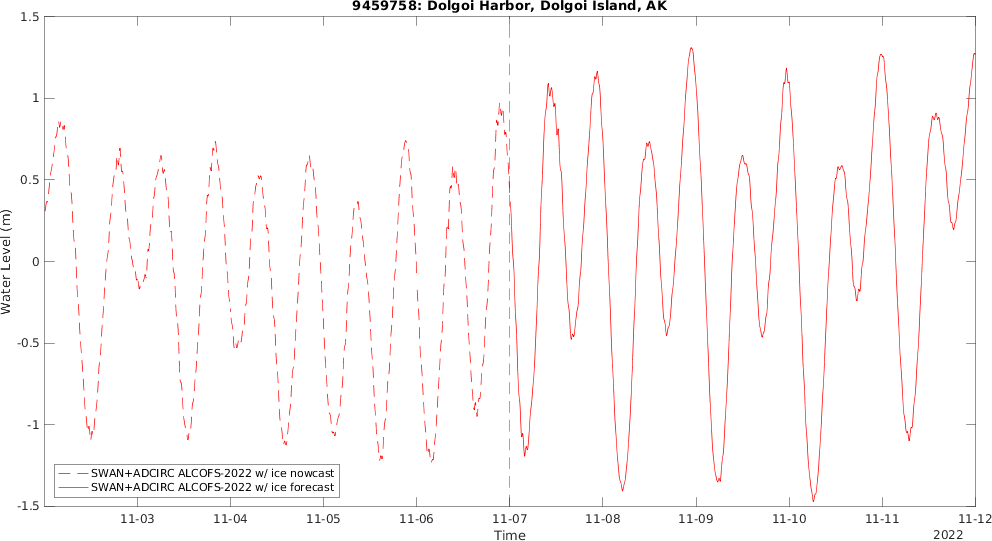 9459758: Dolgoi Harbor, Dolgoi Island, AK
1.5
1
0.5
0
-0.5
-1
-1.5
Water Level (m)
SWAN+ADCIRC ALCOFS-2022 w/ ice nowcast
SWAN+ADCIRC ALCOFS-2022 w/ ice forecast
11-03 11-04 11-05 11-06 11-07 11-08 11-09 11-10 11-11 11-12
Time
2022